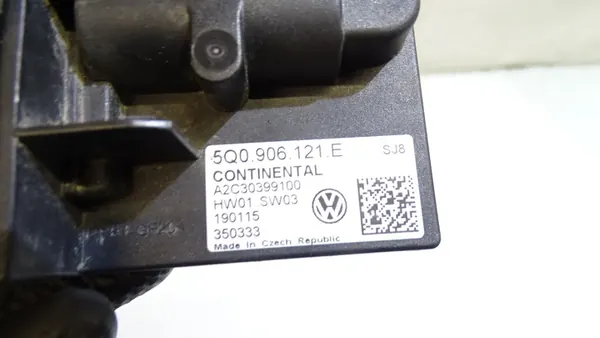 5Q0.906.121.E SJ8
CONTINENTAL
A2C30399100
HW01 SW03
190115
350333
Made in Czech Republic